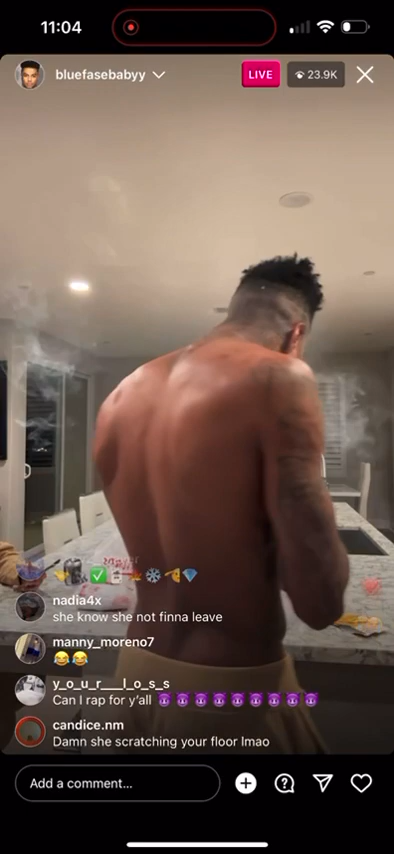 11:04
bluefasebabyy
LIVE
23.9K
nadia4x
she know she not finna leave
manny_moreno7
😂😂
y_o_u_r___l_o_s_s
Can I rap for y'all 😈😈😈😈😈😈😈😈😈
candice.nm
Damn she scratching your floor lmao
Add a comment...